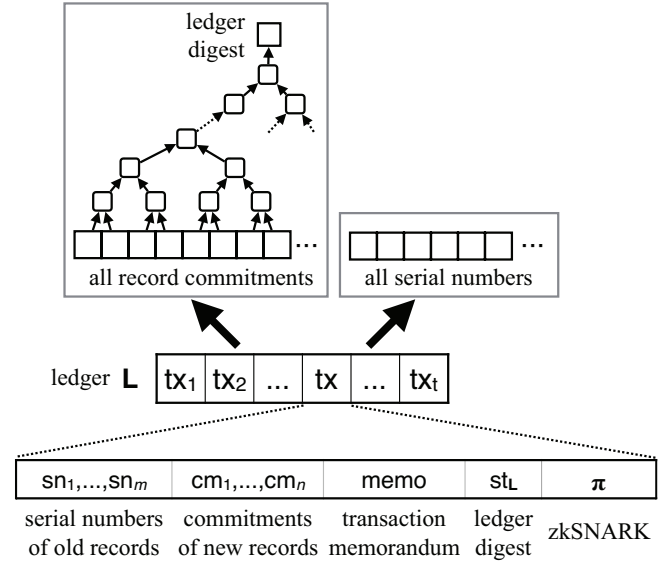 ledger
digest
...
all record commitments
...
all serial numbers
ledger L tx₁ tx₂ ... tx ... txₜ
sn₁,...,snₘ cm₁,...,cmₙ memo st_L π
serial numbers commitments transaction ledger zkSNARK
of old records of new records memorandum digest